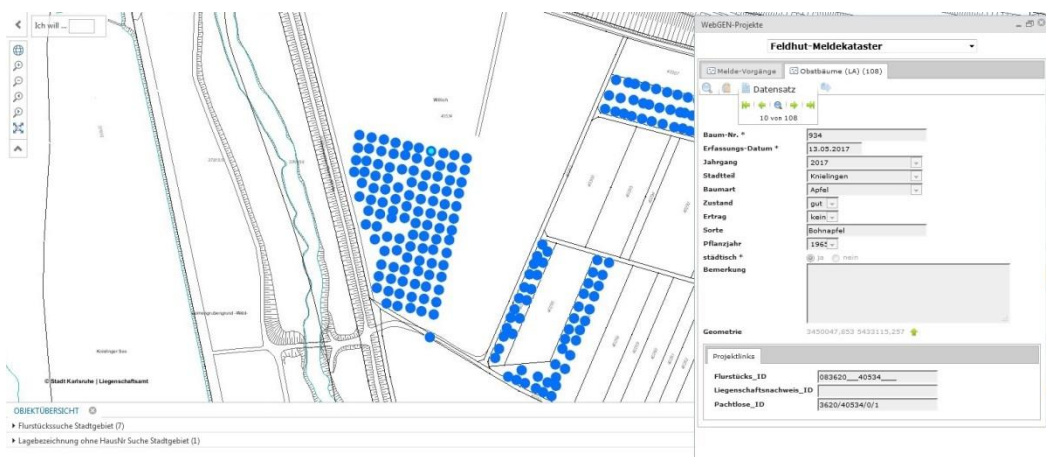 Ich will ...
© Stadt Karlsruhe | Liegenschaftsamt
OBJEKTÜBERSICHT
Flurstückssuche Stadtgebiet (7)
Lagebezeichnung ohne HausNr Suche Stadtgebiet (1)
WebGEN-Projekte
Feldhut-Meldekataster
Melde-Vorgänge
Obstbäume (LA) (108)
Datensatz
10 von 108
Baum-Nr. * 934
Erfassungs-Datum * 13.05.2017
Jahrgang 2017
Stadtteil Knielingen
Baumart Apfel
Zustand gut
Ertrag kein
Sorte Bohnapfel
Pflanzjahr 1965
städtisch * ja nein
Bemerkung
Geometrie 3450047,853 5433115,257
Projektlinks
Flurstücks_ID 083620__40534____
Liegenschaftsnachweis_ID
Pachtlose_ID 3620/40534/0/1